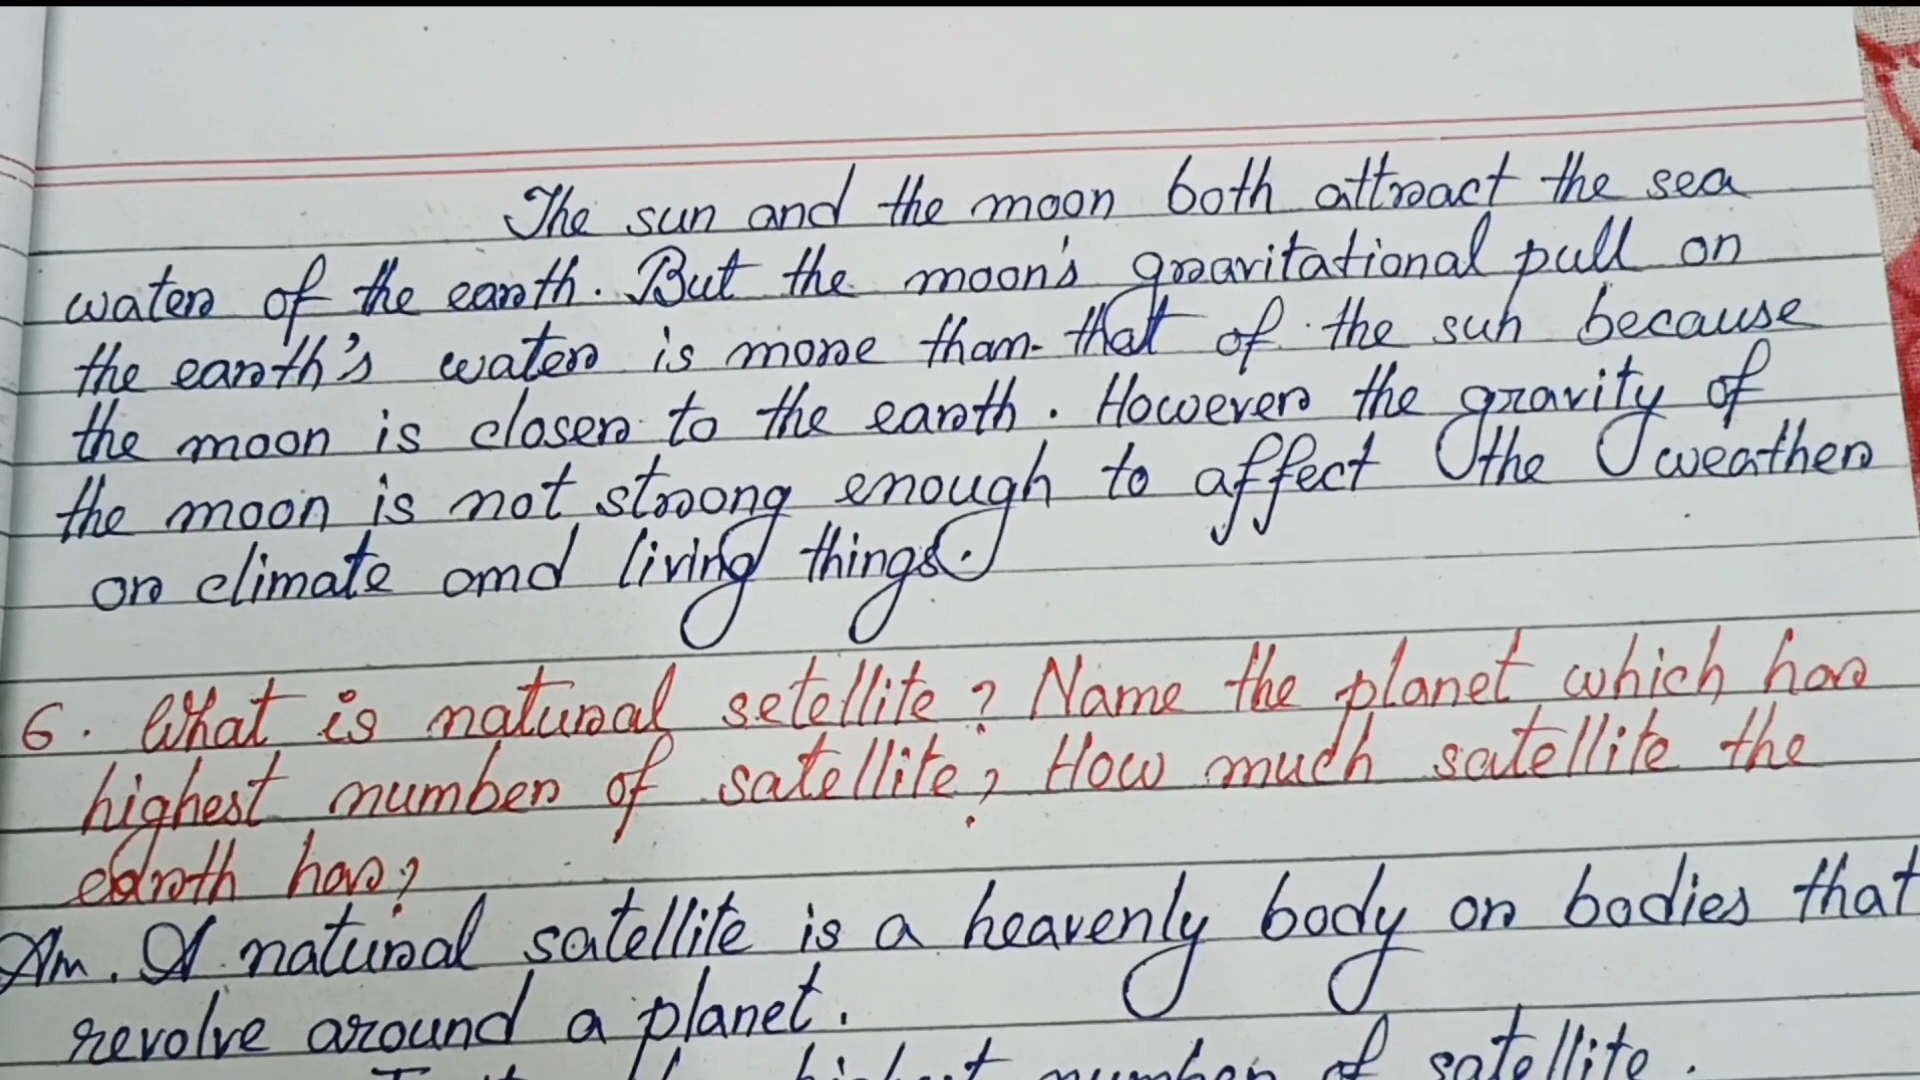 The sun and the moon both attract the sea
water of the earth. But the moon's gravitational pull on
the earth's water is more than that of the sun because
the moon is closer to the earth. However the gravity of
the moon is not strong enough to affect the weather
or climate and living things.
6. What is natural setellite? Name the planet which has
highest number of satellite? How much satellite the
earth has?
Ans. A natural satellite is a heavenly body or bodies that
revolve around a planet.
highest number of satellite.